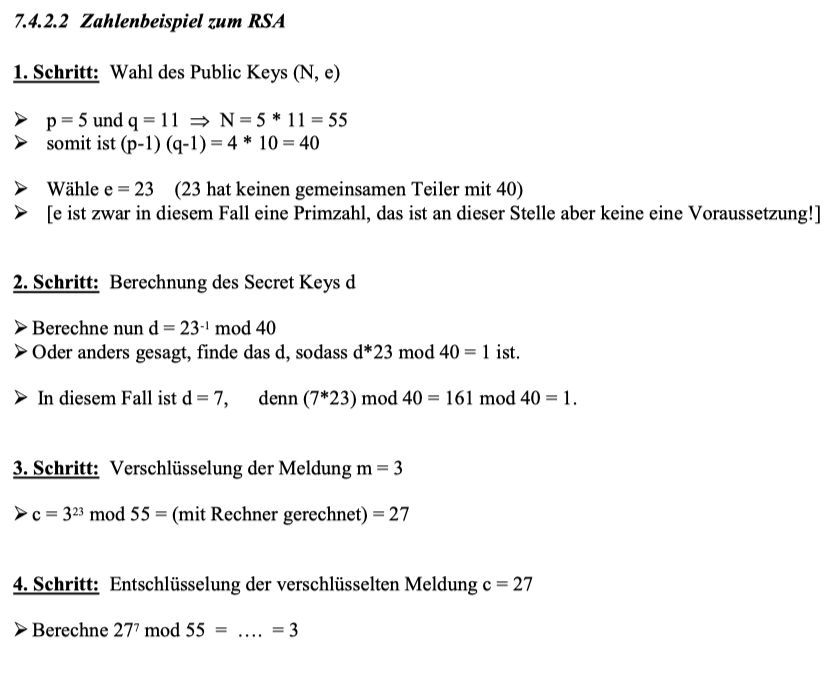 7.4.2.2 Zahlenbeispiel zum RSA
1. Schritt: Wahl des Public Keys (N, e)
➢ p = 5 und q = 11 ⇒ N = 5 * 11 = 55
➢ somit ist (p-1) (q-1) = 4 * 10 = 40
➢ Wähle e = 23 (23 hat keinen gemeinsamen Teiler mit 40)
➢ [e ist zwar in diesem Fall eine Primzahl, das ist an dieser Stelle aber keine eine Voraussetzung!]
2. Schritt: Berechnung des Secret Keys d
➢ Berechne nun d = 23⁻¹ mod 40
➢ Oder anders gesagt, finde das d, sodass d*23 mod 40 = 1 ist.
➢ In diesem Fall ist d = 7, denn (7*23) mod 40 = 161 mod 40 = 1.
3. Schritt: Verschlüsselung der Meldung m = 3
➢ c = 3²³ mod 55 = (mit Rechner gerechnet) = 27
4. Schritt: Entschlüsselung der verschlüsselten Meldung c = 27
➢ Berechne 27⁷ mod 55 = .... = 3